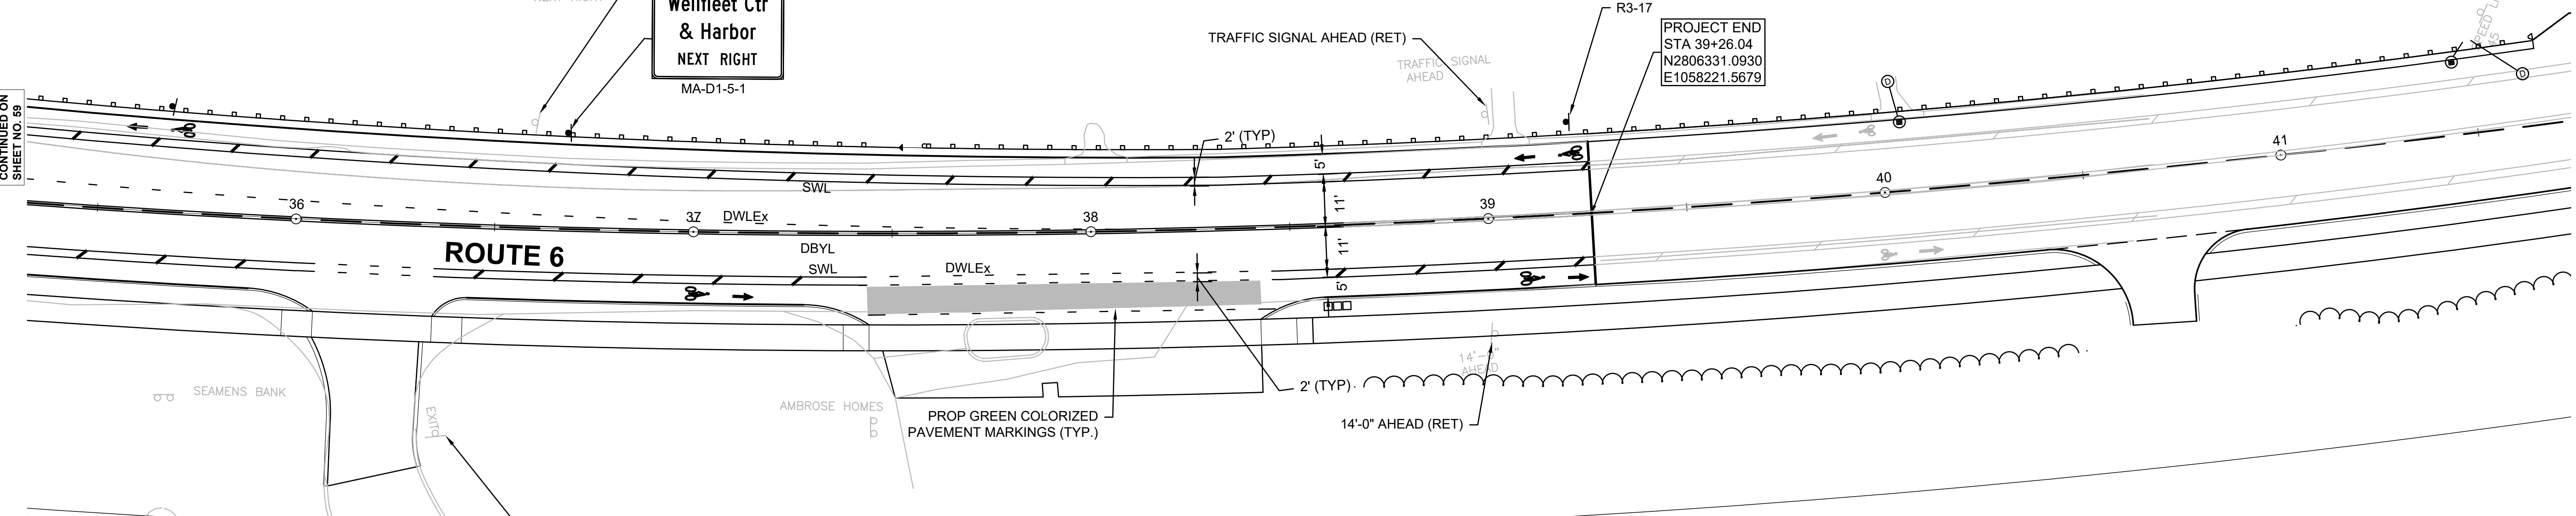 NEXT RIGHT
Wellfleet Ctr
& Harbor
NEXT RIGHT
MA-D1-5-1
TRAFFIC SIGNAL AHEAD (RET)
TRAFFIC SIGNAL
AHEAD
R3-17
PROJECT END
STA 39+26.04
N2806331.0930
E1058221.5679
45
D
D
CONTINUED ON
SHEET NO. 59
2' (TYP)
5'
11'
11'
5'
SWL
36
37
DWLEx
38
39
40
41
ROUTE 6
DBYL
SWL
DWLEx
SEAMENS BANK
EXIT
AMBROSE HOMES
PROP GREEN COLORIZED
PAVEMENT MARKINGS (TYP.)
2' (TYP)
14'-0"
AHEAD
14'-0" AHEAD (RET)